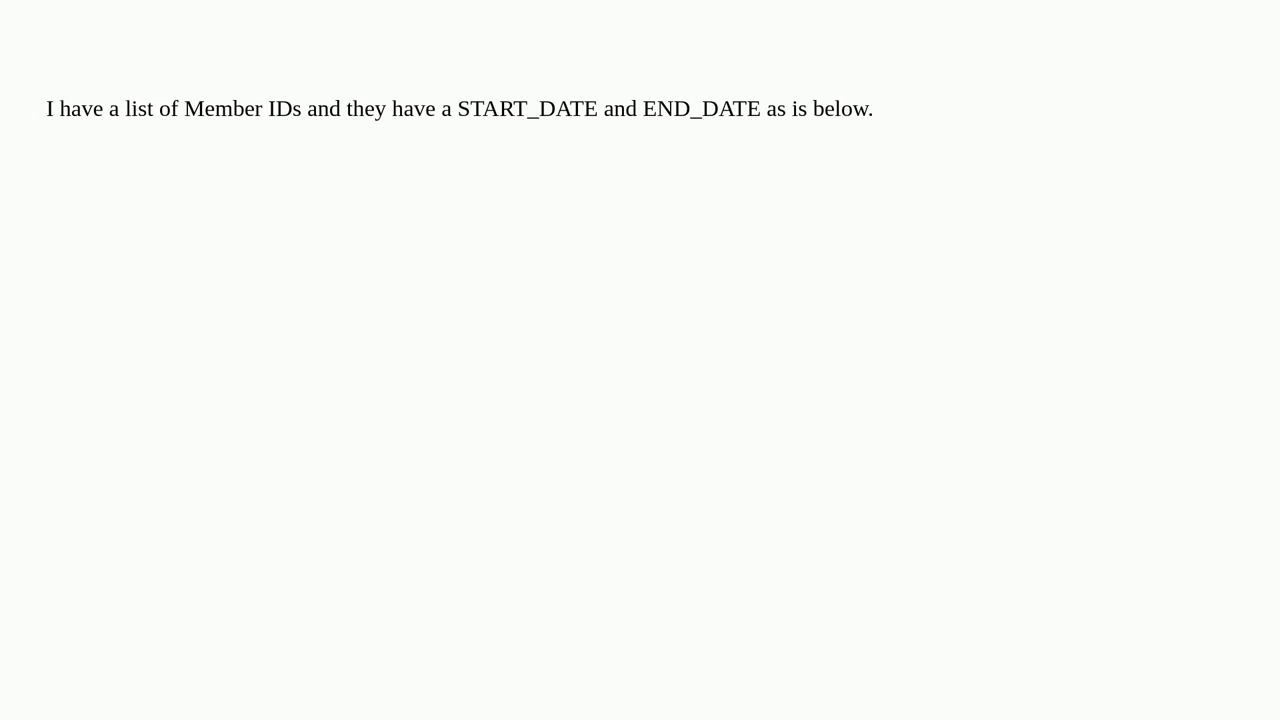 I have a list of Member IDs and they have a START_DATE and END_DATE as is below.